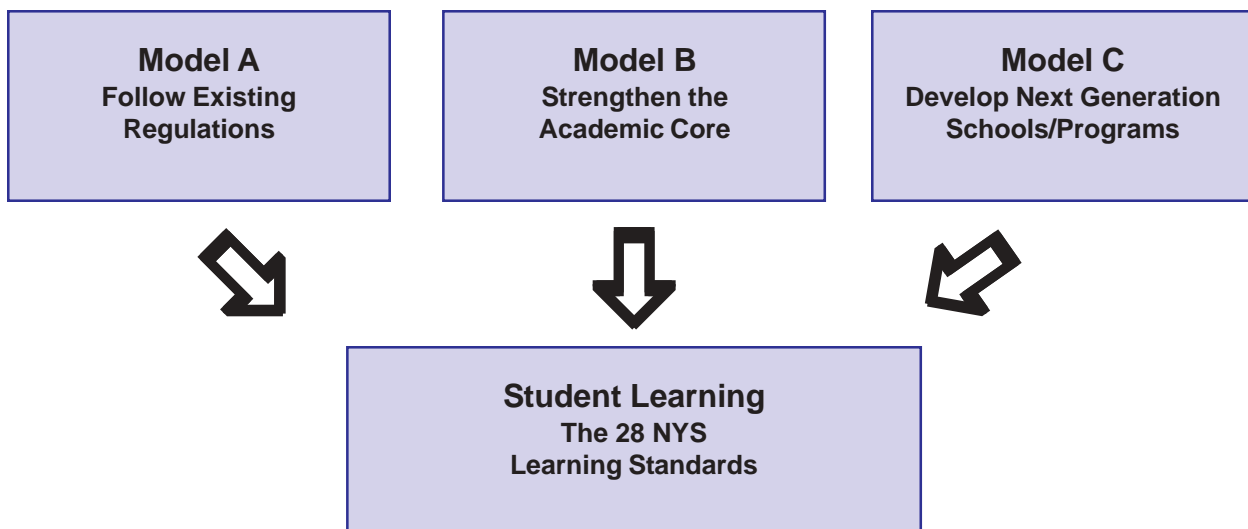 Model A
Follow Existing
Regulations
Model B
Strengthen the
Academic Core
Model C
Develop Next Generation
Schools/Programs
Student Learning
The 28 NYS
Learning Standards